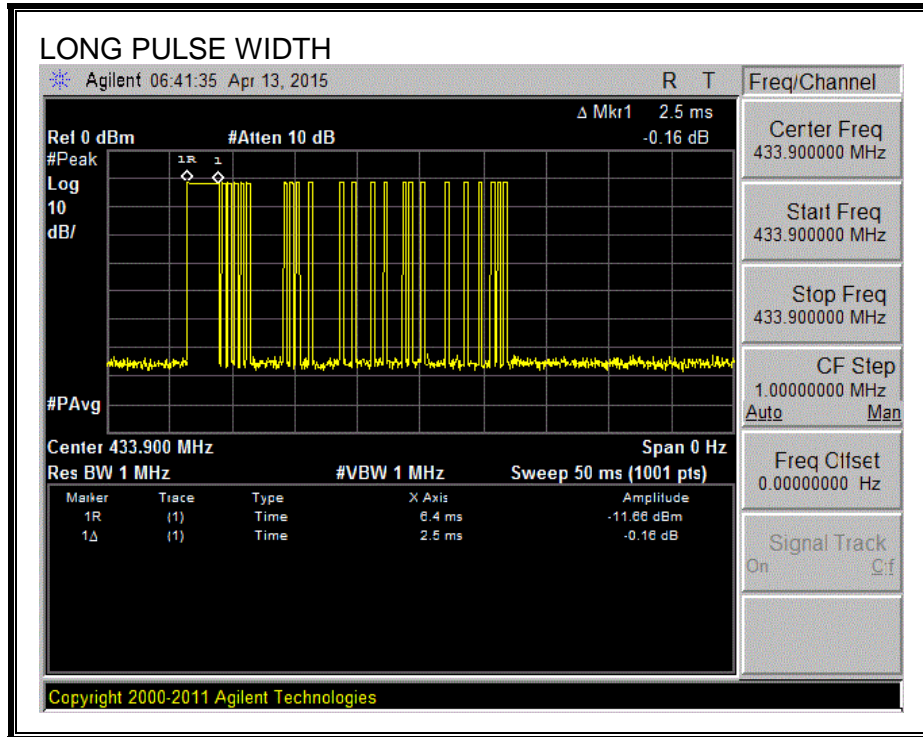 LONG PULSE WIDTH
Agilent 06:41:35 Apr 13, 2015 R T
Freq/Channel
Δ Mkr1 2.5 ms
Ref 0 dBm #Atten 10 dB -0.16 dB
#Peak
Log
10
dB/
1R 1
#PAvg
Center 433.900 MHz Span 0 Hz
Res BW 1 MHz #VBW 1 MHz Sweep 50 ms (1001 pts)
Marker Trace Type X Axis Amplitude
1R (1) Time 6.4 ms -11.66 dBm
1Δ (1) Time 2.5 ms -0.16 dB
Center Freq
433.900000 MHz
Start Freq
433.900000 MHz
Stop Freq
433.900000 MHz
CF Step
1.00000000 MHz
Auto Man
Freq Offset
0.00000000 Hz
Signal Track
On Off
Copyright 2000-2011 Agilent Technologies